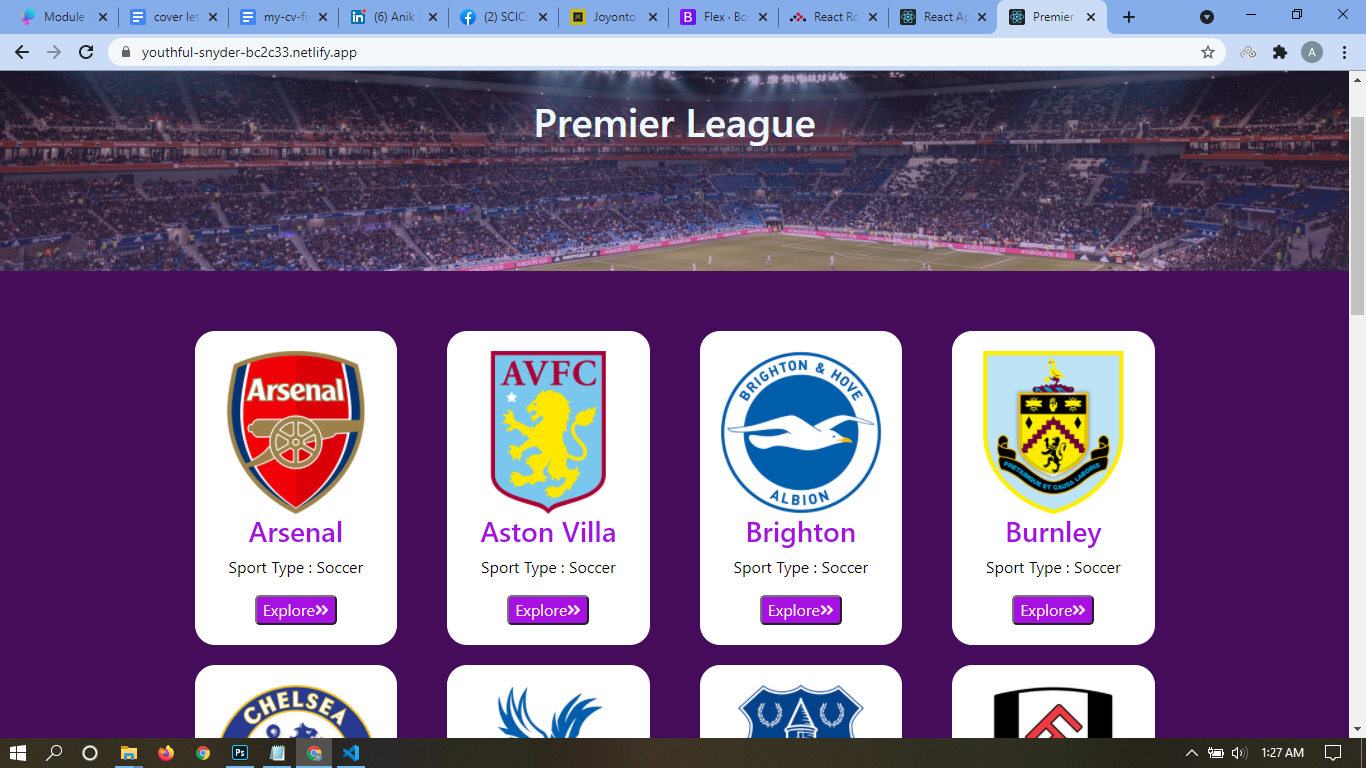 Module
cover let
my-cv-fi
(6) Anik
(2) SCIC
Joyonto
Flex · Bo
React Ro
React Ap
Premier
youthful-snyder-bc2c33.netlify.app
A
Premier League
Arsenal
AVFC
BRIGHTON & HOVE
ALBION
PRETIUMQUE ET CAUSA LABORIS
Arsenal
Aston Villa
Brighton
Burnley
Sport Type : Soccer
Sport Type : Soccer
Sport Type : Soccer
Sport Type : Soccer
Explore
Explore
Explore
Explore
CHELSEA
Ps
1:27 AM